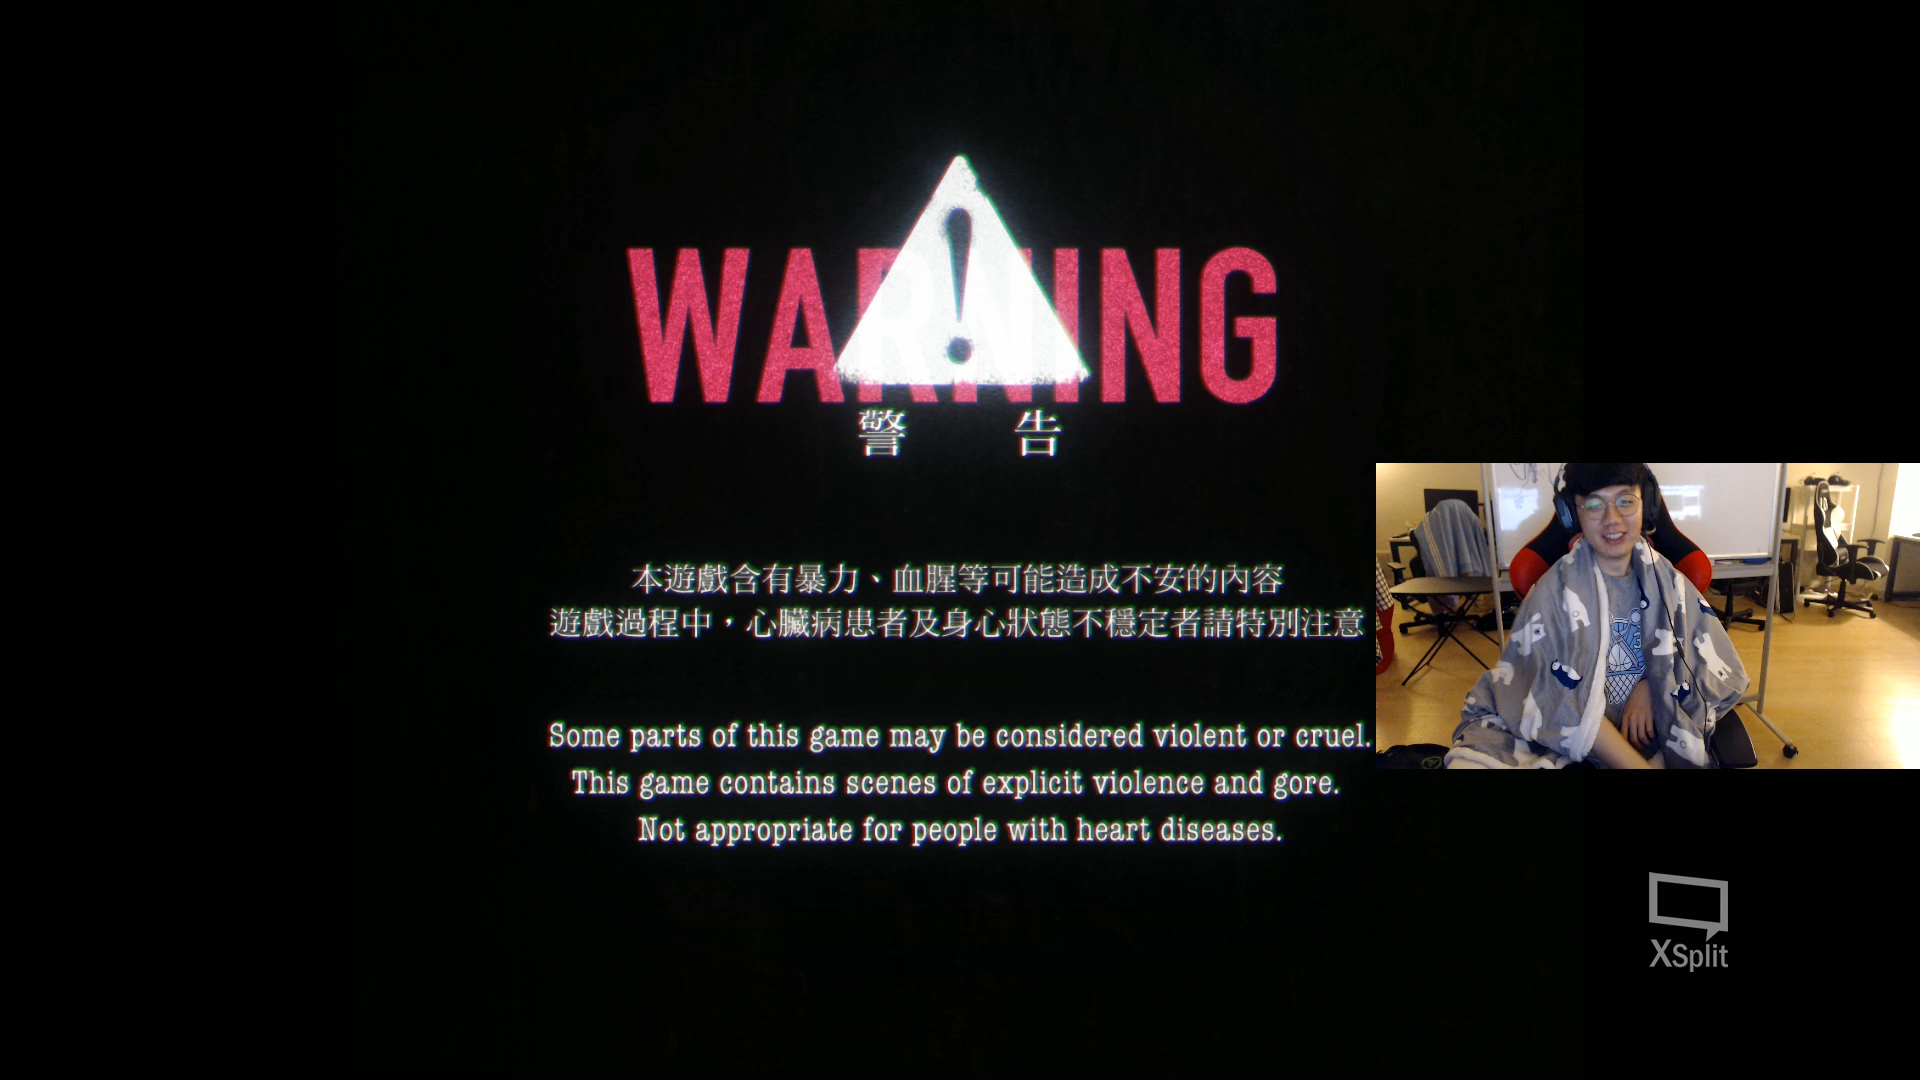 WARNING
警告
本遊戲含有暴力、血腥等可能造成不安的內容
遊戲過程中，心臟病患者及身心狀態不穩定者請特別注意
Some parts of this game may be considered violent or cruel.
This game contains scenes of explicit violence and gore.
Not appropriate for people with heart diseases.
XSplit